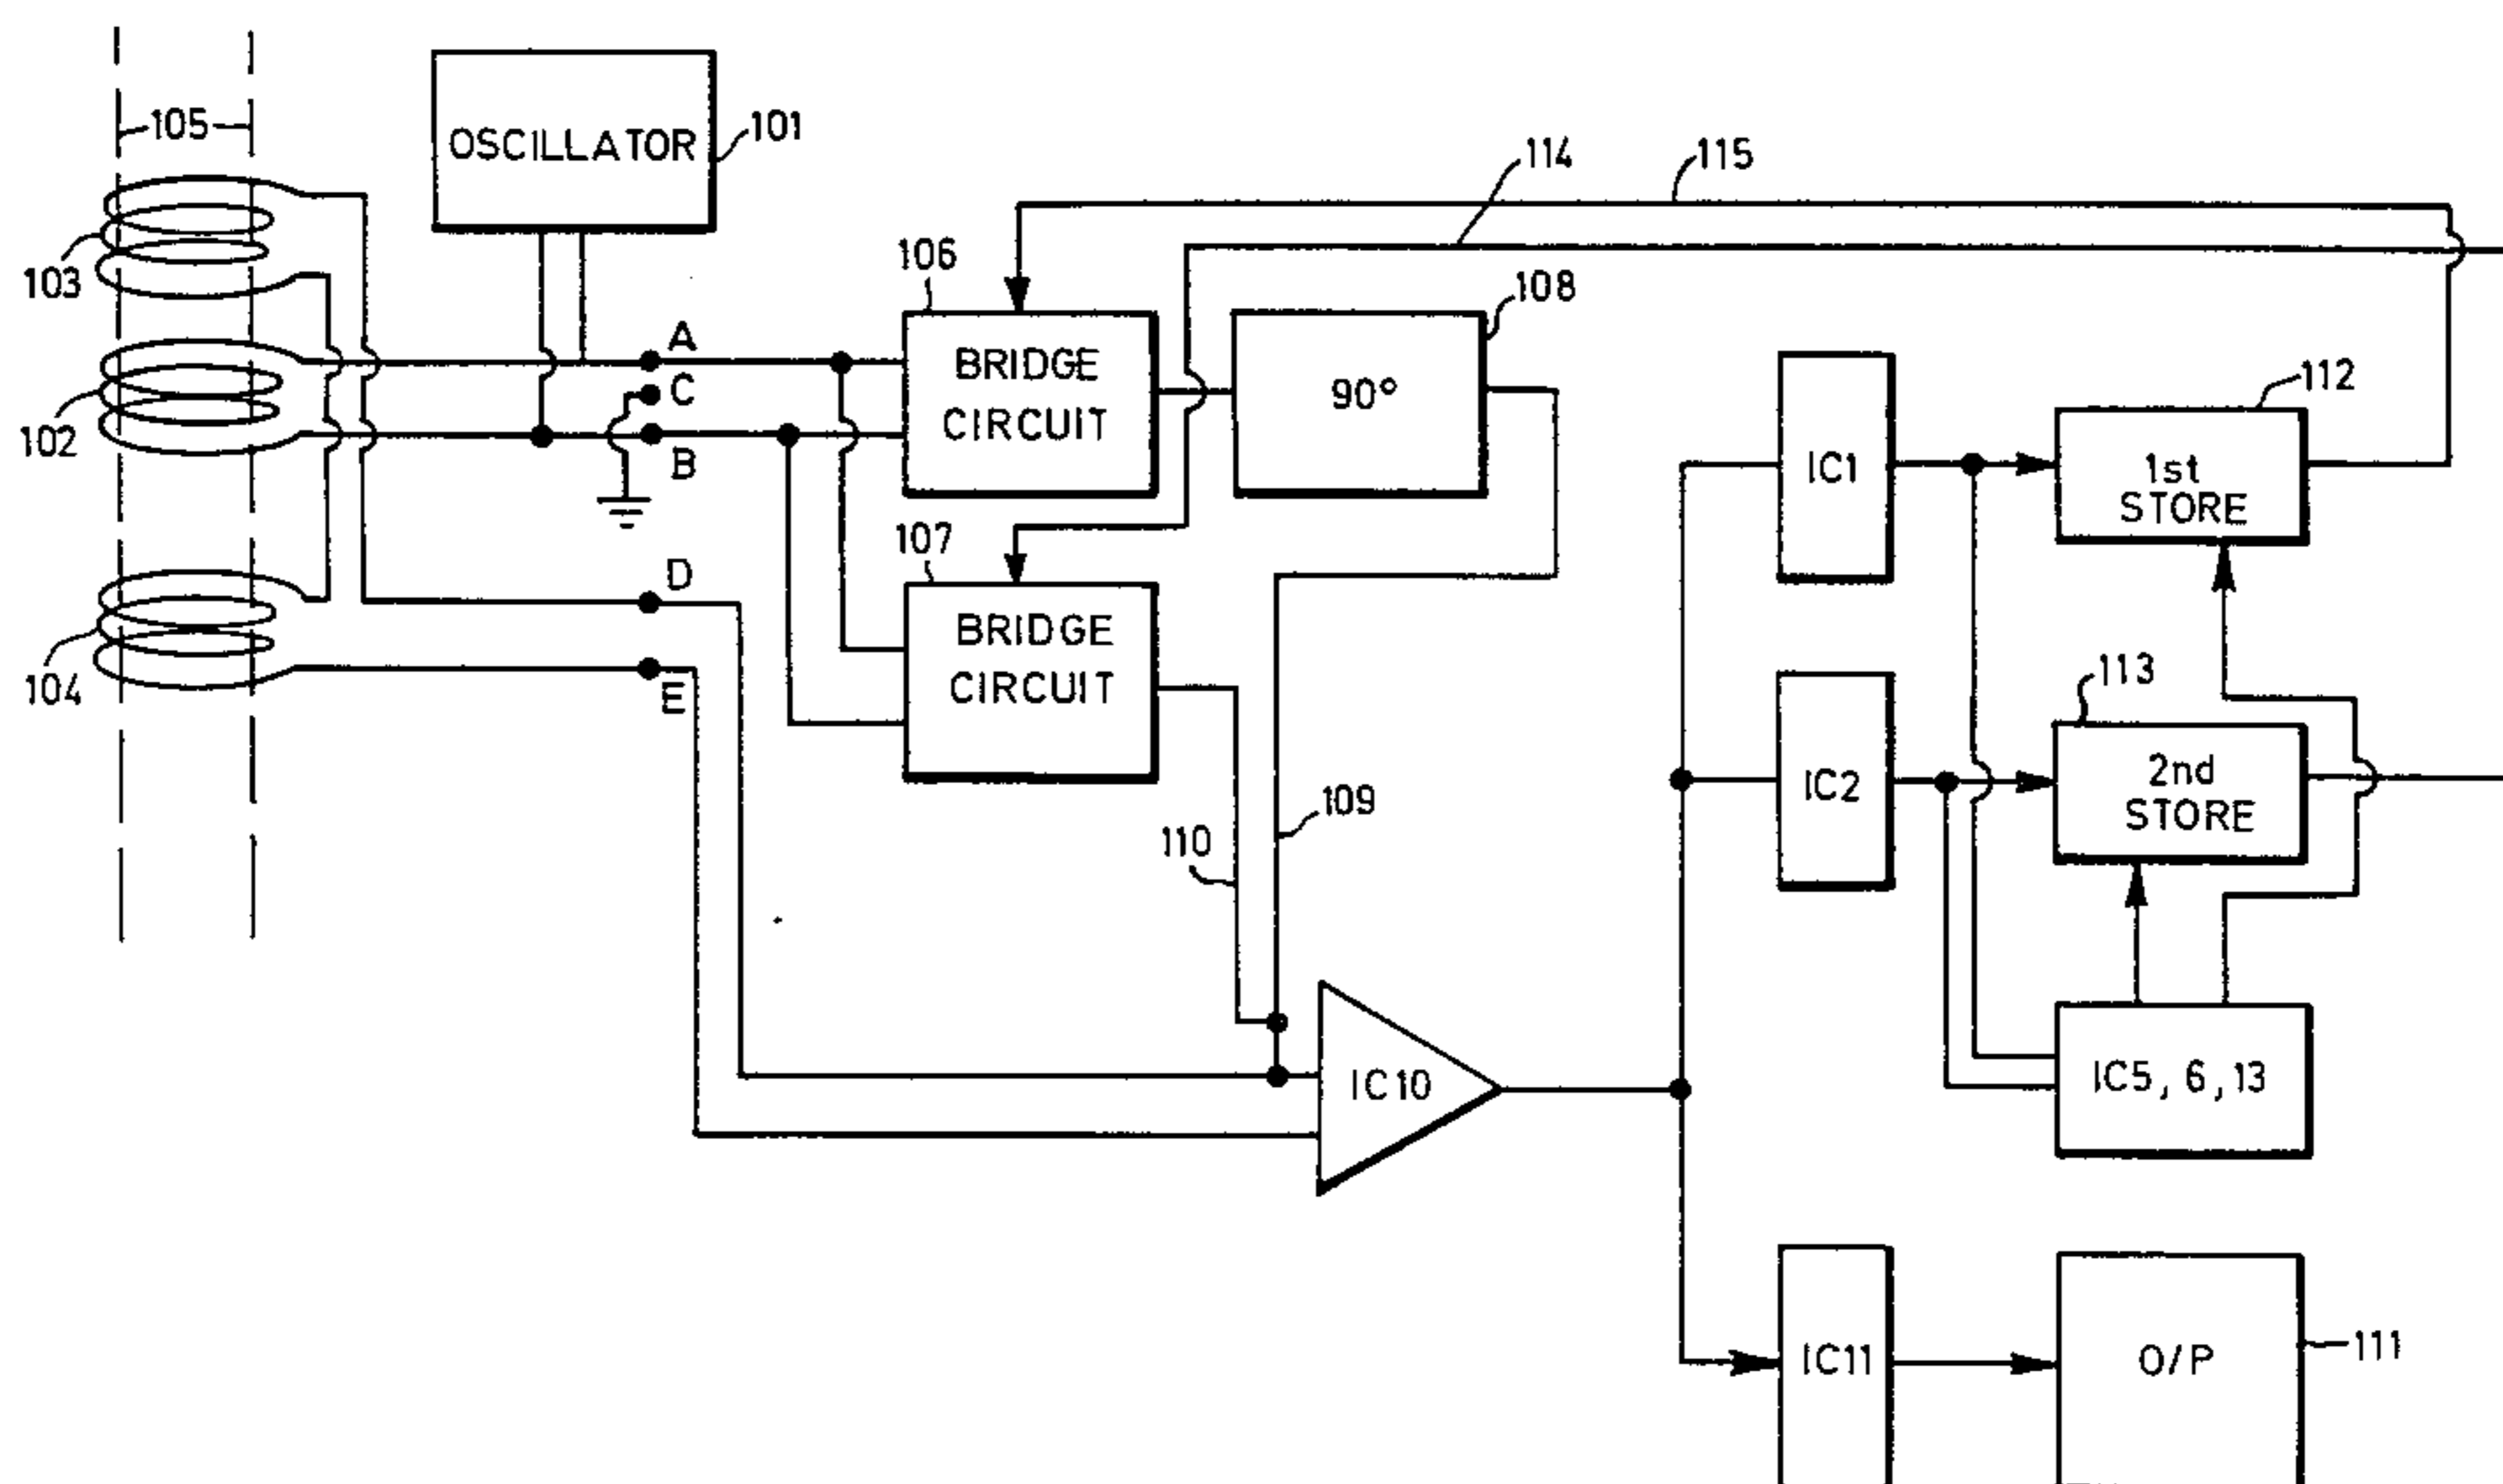 105
OSCILLATOR
101
114
115
103
106
108
A
C
B
BRIDGE
CIRCUIT
90°
102
IC1
112
1st
STORE
107
D
E
BRIDGE
CIRCUIT
104
113
IC2
2nd
STORE
110
109
IC10
IC5, 6, 13
IC11
O/P
111